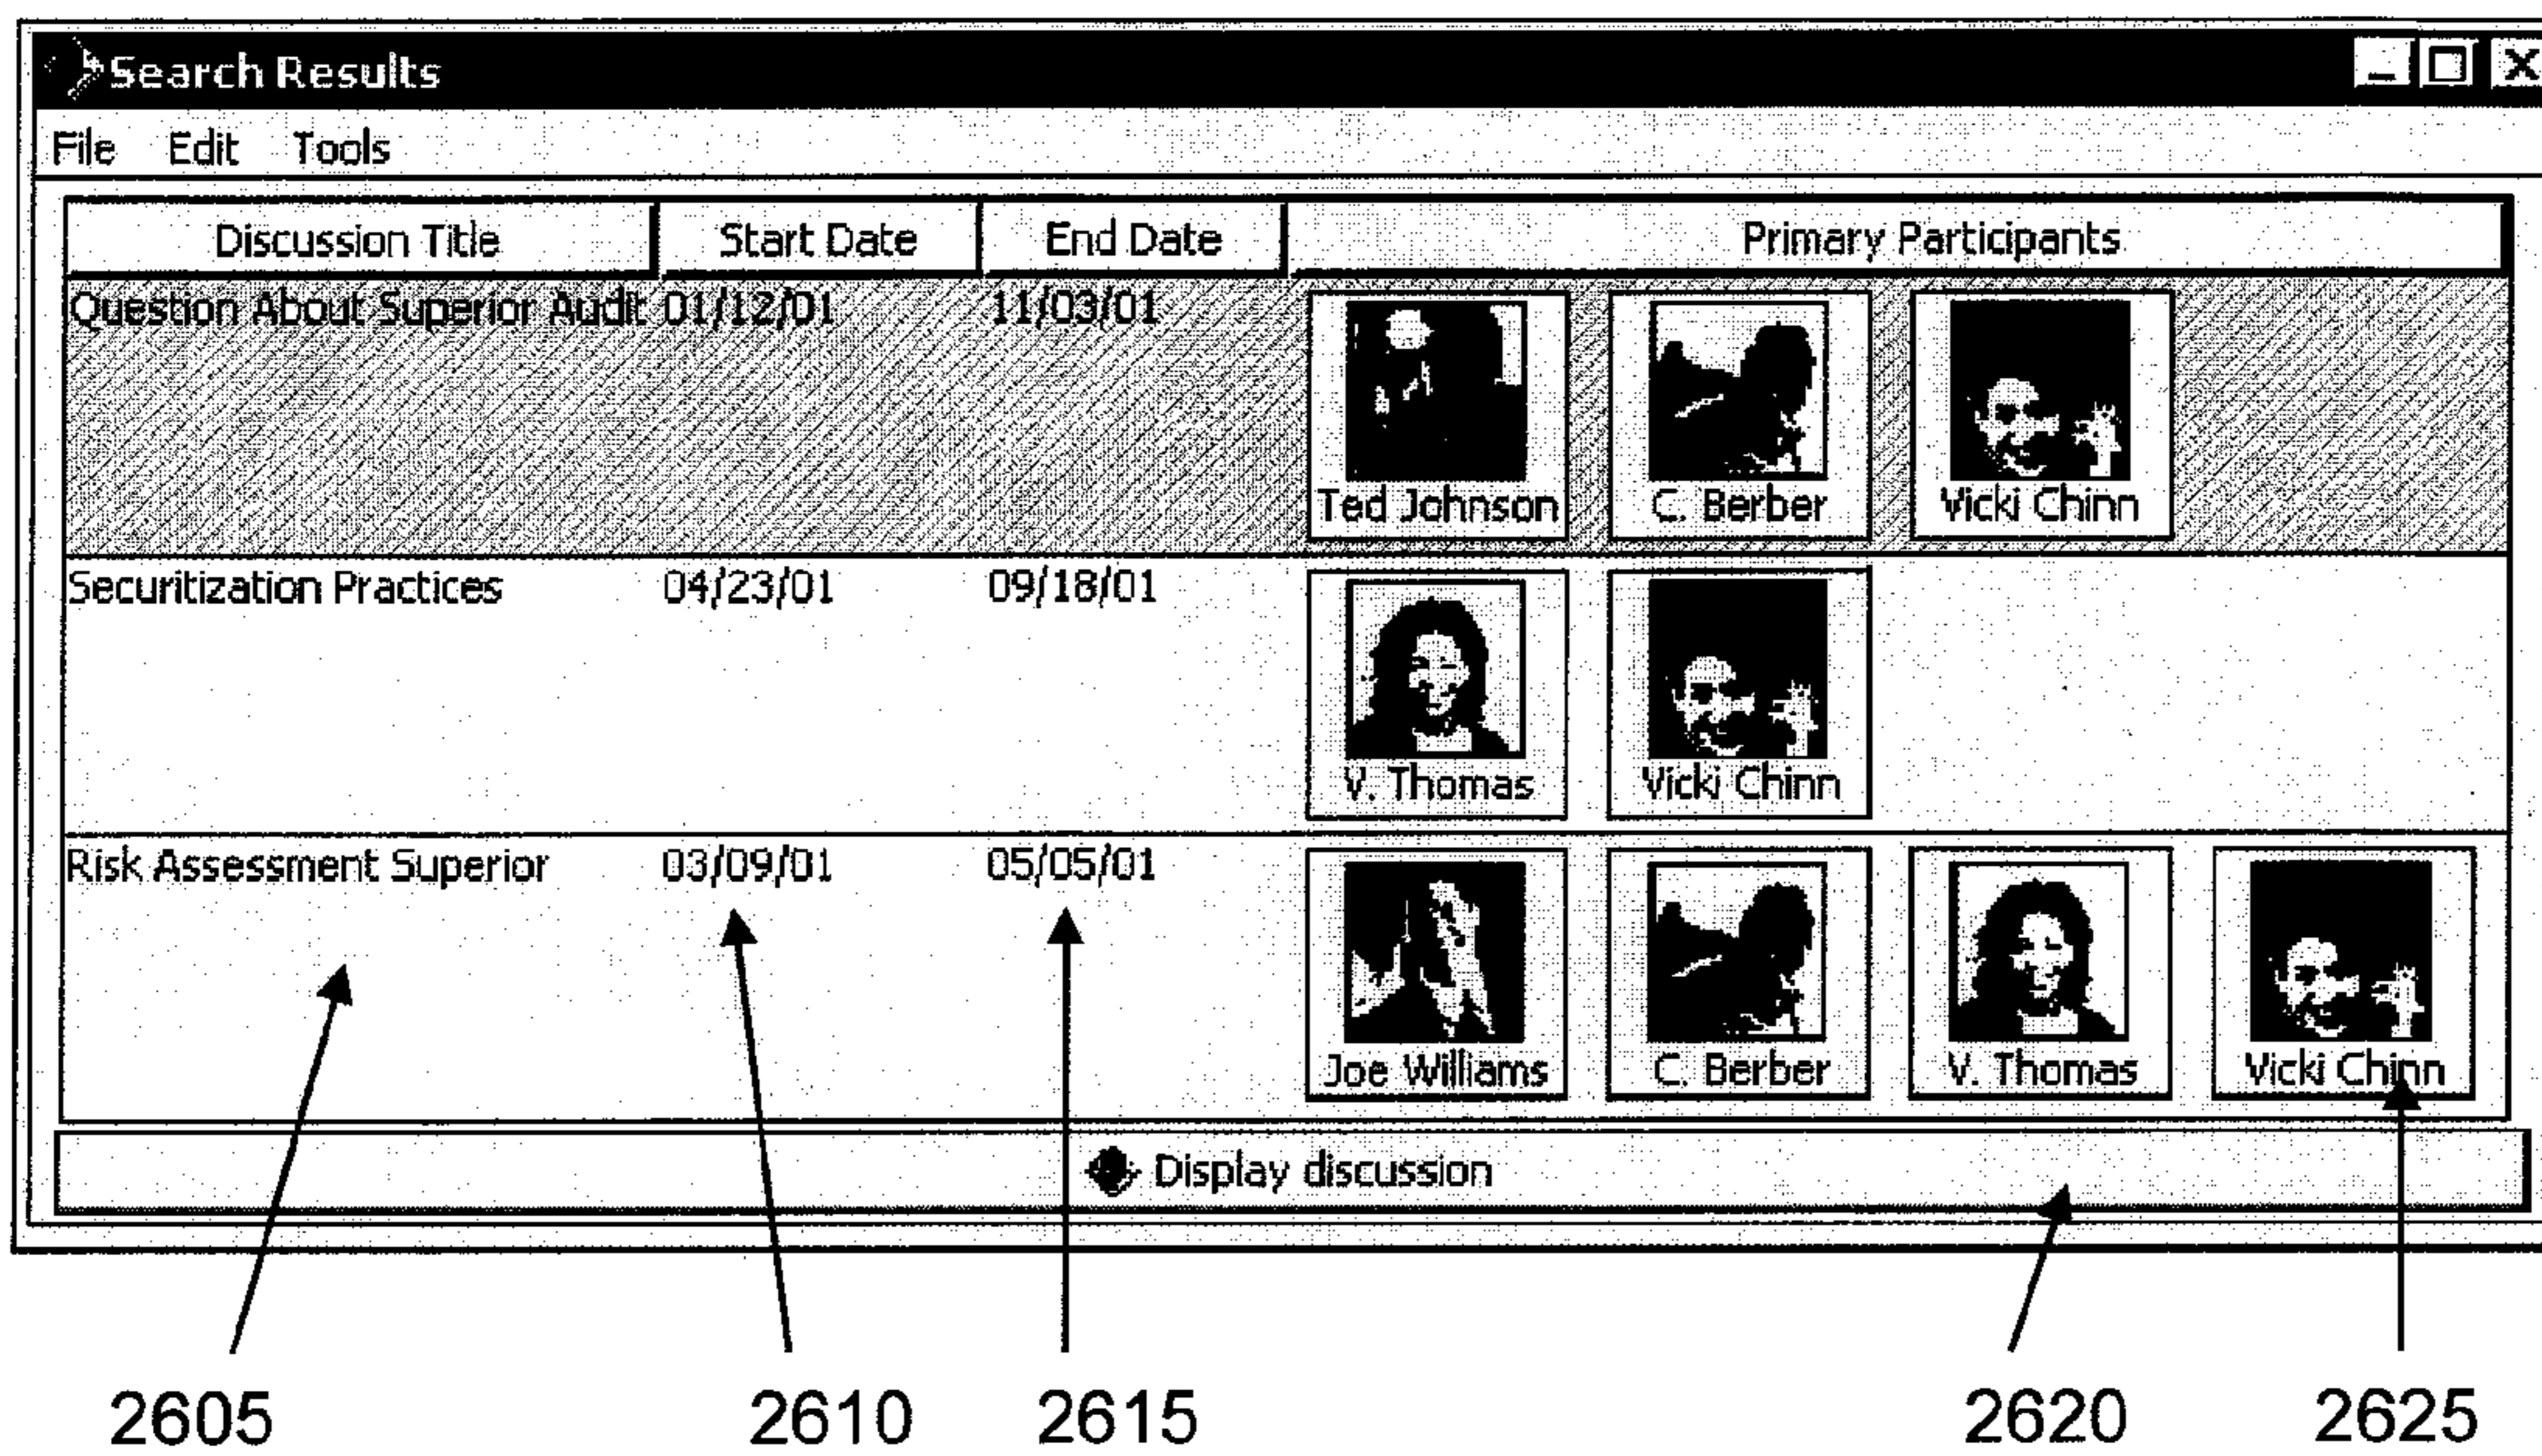 Search Results
File Edit Tools
Discussion Title Start Date End Date Primary Participants
Question About Superior Audit 01/12/01 11/03/01
Ted Johnson C. Berber Vicki Chinn
Securitization Practices 04/23/01 09/18/01
V. Thomas Vicki Chinn
Risk Assessment Superior 03/09/01 05/05/01
Joe Williams C. Berber V. Thomas Vicki Chinn
Display discussion
2605 2610 2615 2620 2625